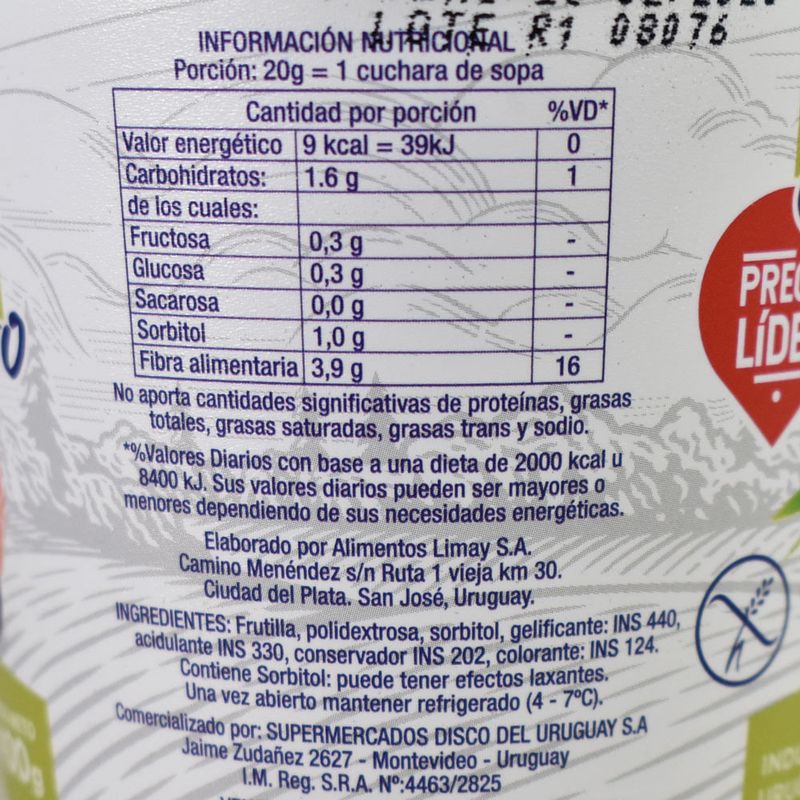 LOTE R1 08076
INFORMACIÓN NUTRICIONAL
Porción: 20g = 1 cuchara de sopa
Cantidad por porción %VD*
Valor energético 9 kcal = 39kJ 0
Carbohidratos: 1.6 g 1
de los cuales:
Fructosa 0,3 g -
Glucosa 0,3 g -
Sacarosa 0,0 g -
Sorbitol 1,0 g -
Fibra alimentaria 3,9 g 16
No aporta cantidades significativas de proteínas, grasas
totales, grasas saturadas, grasas trans y sodio.
*%Valores Diarios con base a una dieta de 2000 kcal u
8400 kJ. Sus valores diarios pueden ser mayores o
menores dependiendo de sus necesidades energéticas.
Elaborado por Alimentos Limay S.A.
Camino Menéndez s/n Ruta 1 vieja km 30.
Ciudad del Plata. San José, Uruguay.
INGREDIENTES: Frutilla, polidextrosa, sorbitol, gelificante: INS 440,
acidulante INS 330, conservador INS 202, colorante: INS 124.
Contiene Sorbitol: puede tener efectos laxantes.
Una vez abierto mantener refrigerado (4 - 7ºC).
Comercializado por: SUPERMERCADOS DISCO DEL URUGUAY S.A
Jaime Zudañez 2627 - Montevideo - Uruguay
I.M. Reg. S.R.A. Nº:4463/2825
PREC
LÍDE